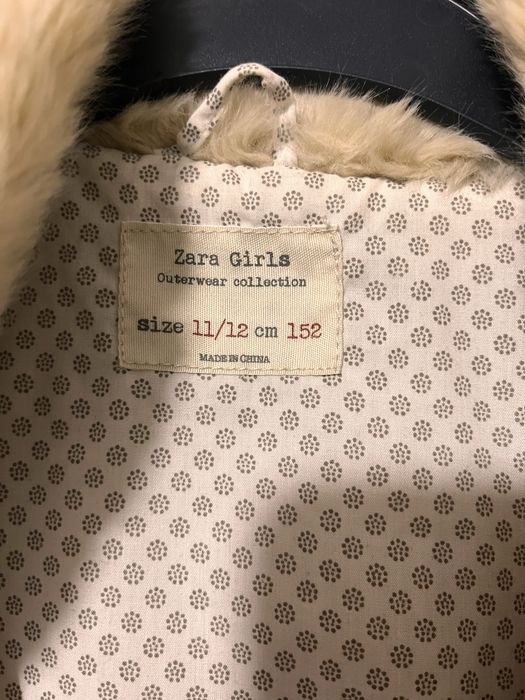 Zara Girls
Outerwear collection
size 11/12 cm 152
MADE IN CHINA